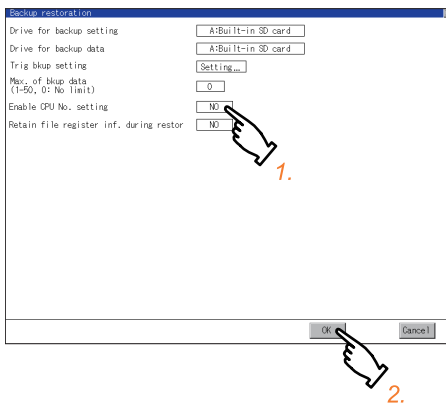 Backup restoration
Drive for backup setting A:Built-in SD card
Drive for backup data A:Built-in SD card
Trig bkup setting Setting...
Max. of bkup data
(1-50, 0: No limit) 0
Enable CPU No. setting NO
Retain file register inf. during restor NO
1.
OK Cancel
2.